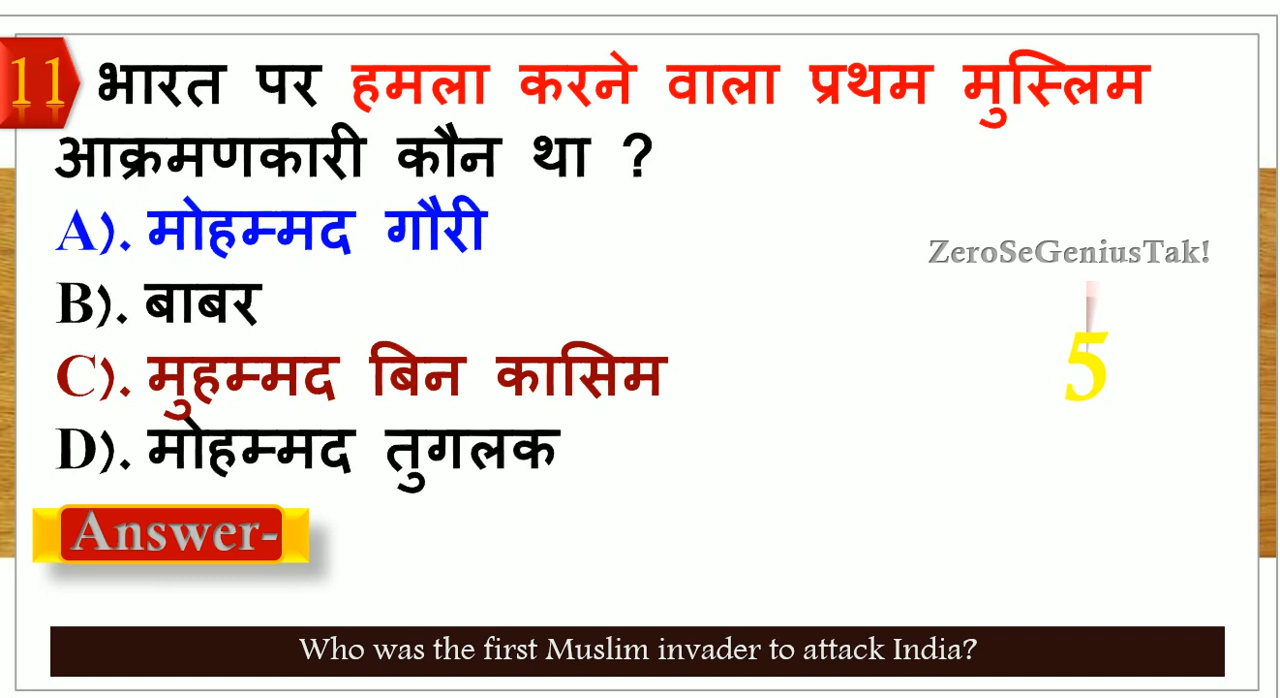 11 भारत पर हमला करने वाला प्रथम मुस्लिम
आक्रमणकारी कौन था ?
A). मोहम्मद गौरी
B). बाबर
C). मुहम्मद बिन कासिम
D). मोहम्मद तुगलक
ZeroSeGeniusTak!
5
Answer-
Who was the first Muslim invader to attack India?